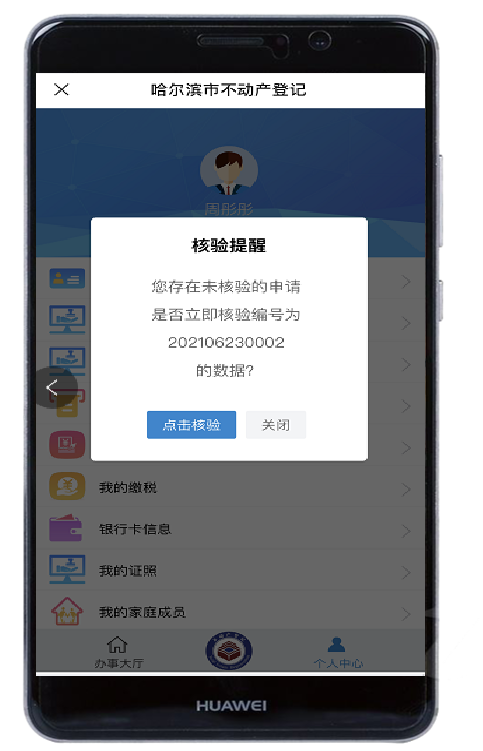 哈尔滨市不动产登记
周彤彤
核验提醒
您存在未核验的申请
是否立即核验编号为
202106230002
的数据?
点击核验
关闭
我的缴税
银行卡信息
我的证照
我的家庭成员
办事大厅
个人中心
HUAWEI